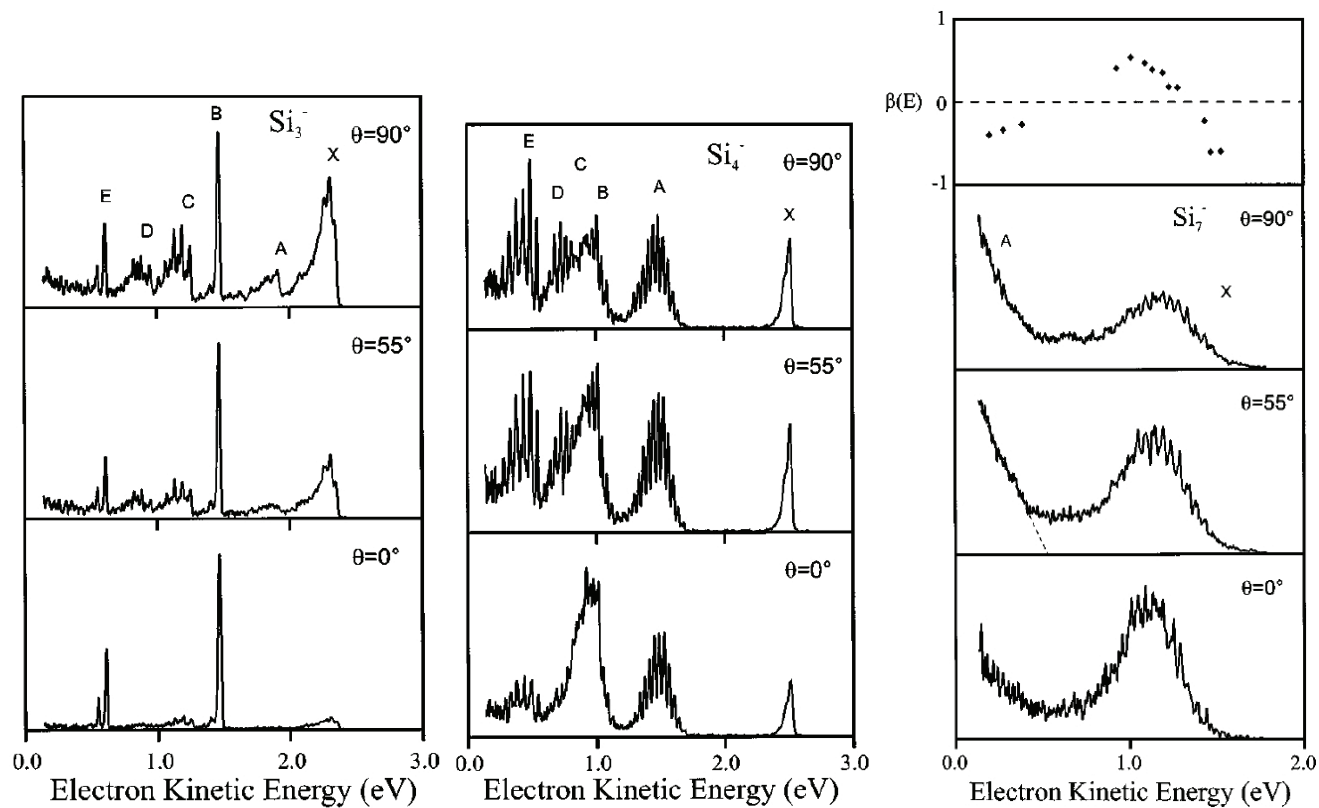 Si₃⁻
θ=90°
B
X
E
D
C
A
θ=55°
θ=0°
0.0 1.0 2.0 3.0
Electron Kinetic Energy (eV)
Si₄⁻
θ=90°
E
C
D
B
A
X
θ=55°
θ=0°
0.0 1.0 2.0 3.0
Electron Kinetic Energy (eV)
1
β(E) 0
-1
Si₇⁻
θ=90°
A
X
θ=55°
θ=0°
0.0 1.0 2.0
Electron Kinetic Energy (eV)